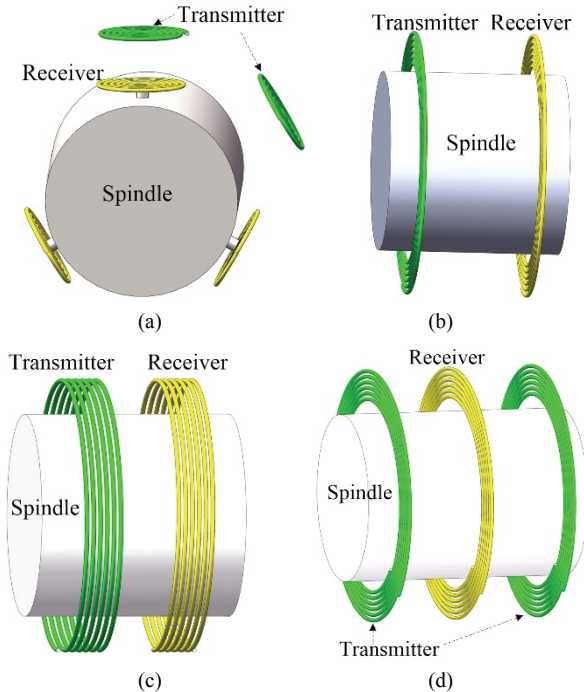 Transmitter
Receiver
Spindle
(a)
Transmitter Receiver
Spindle
(b)
Transmitter Receiver
Spindle
(c)
Receiver
Spindle
Transmitter
(d)